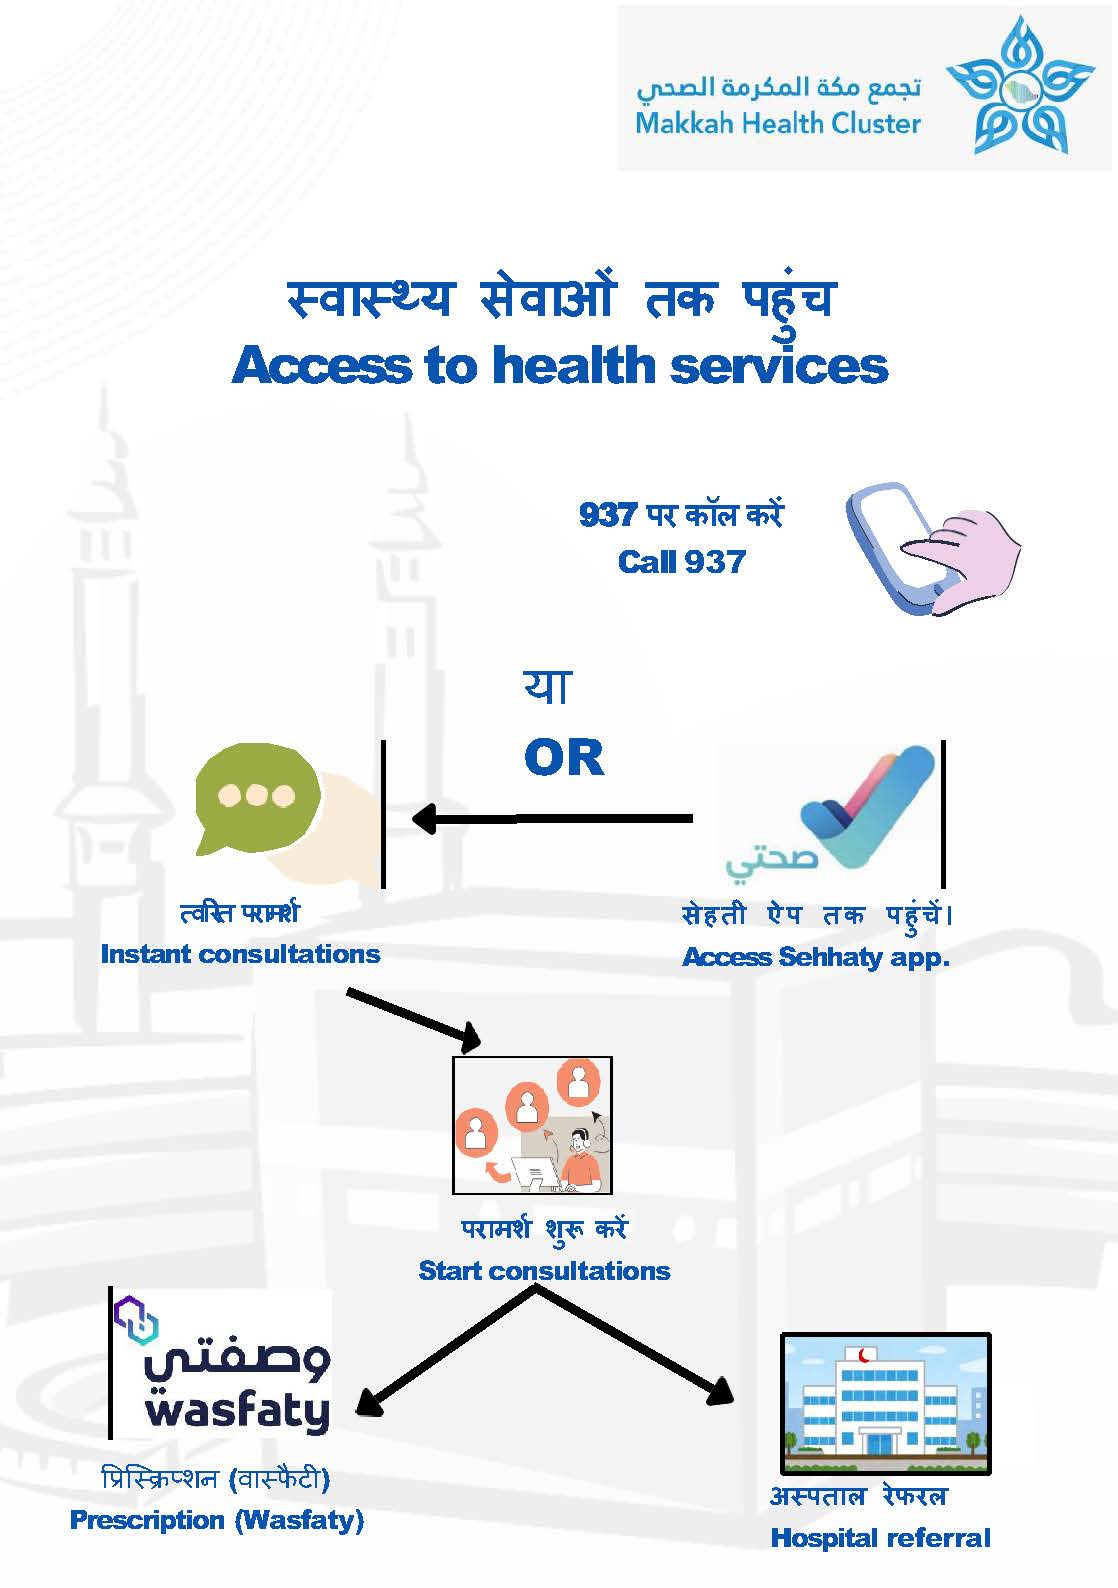 تجمع مكة المكرمة الصحي
Makkah Health Cluster
स्वास्थ्य सेवाओं तक पहुंच
Access to health services
937 पर कॉल करें
Call 937
या
OR
صحتي
त्वरित परामर्श
Instant consultations
सेहती ऐप तक पहुंचें।
Access Sehhaty app.
परामर्श शुरू करें
Start consultations
وصفتي
wasfaty
प्रिस्क्रिप्शन (वास्फैटी)
Prescription (Wasfaty)
अस्पताल रेफरल
Hospital referral